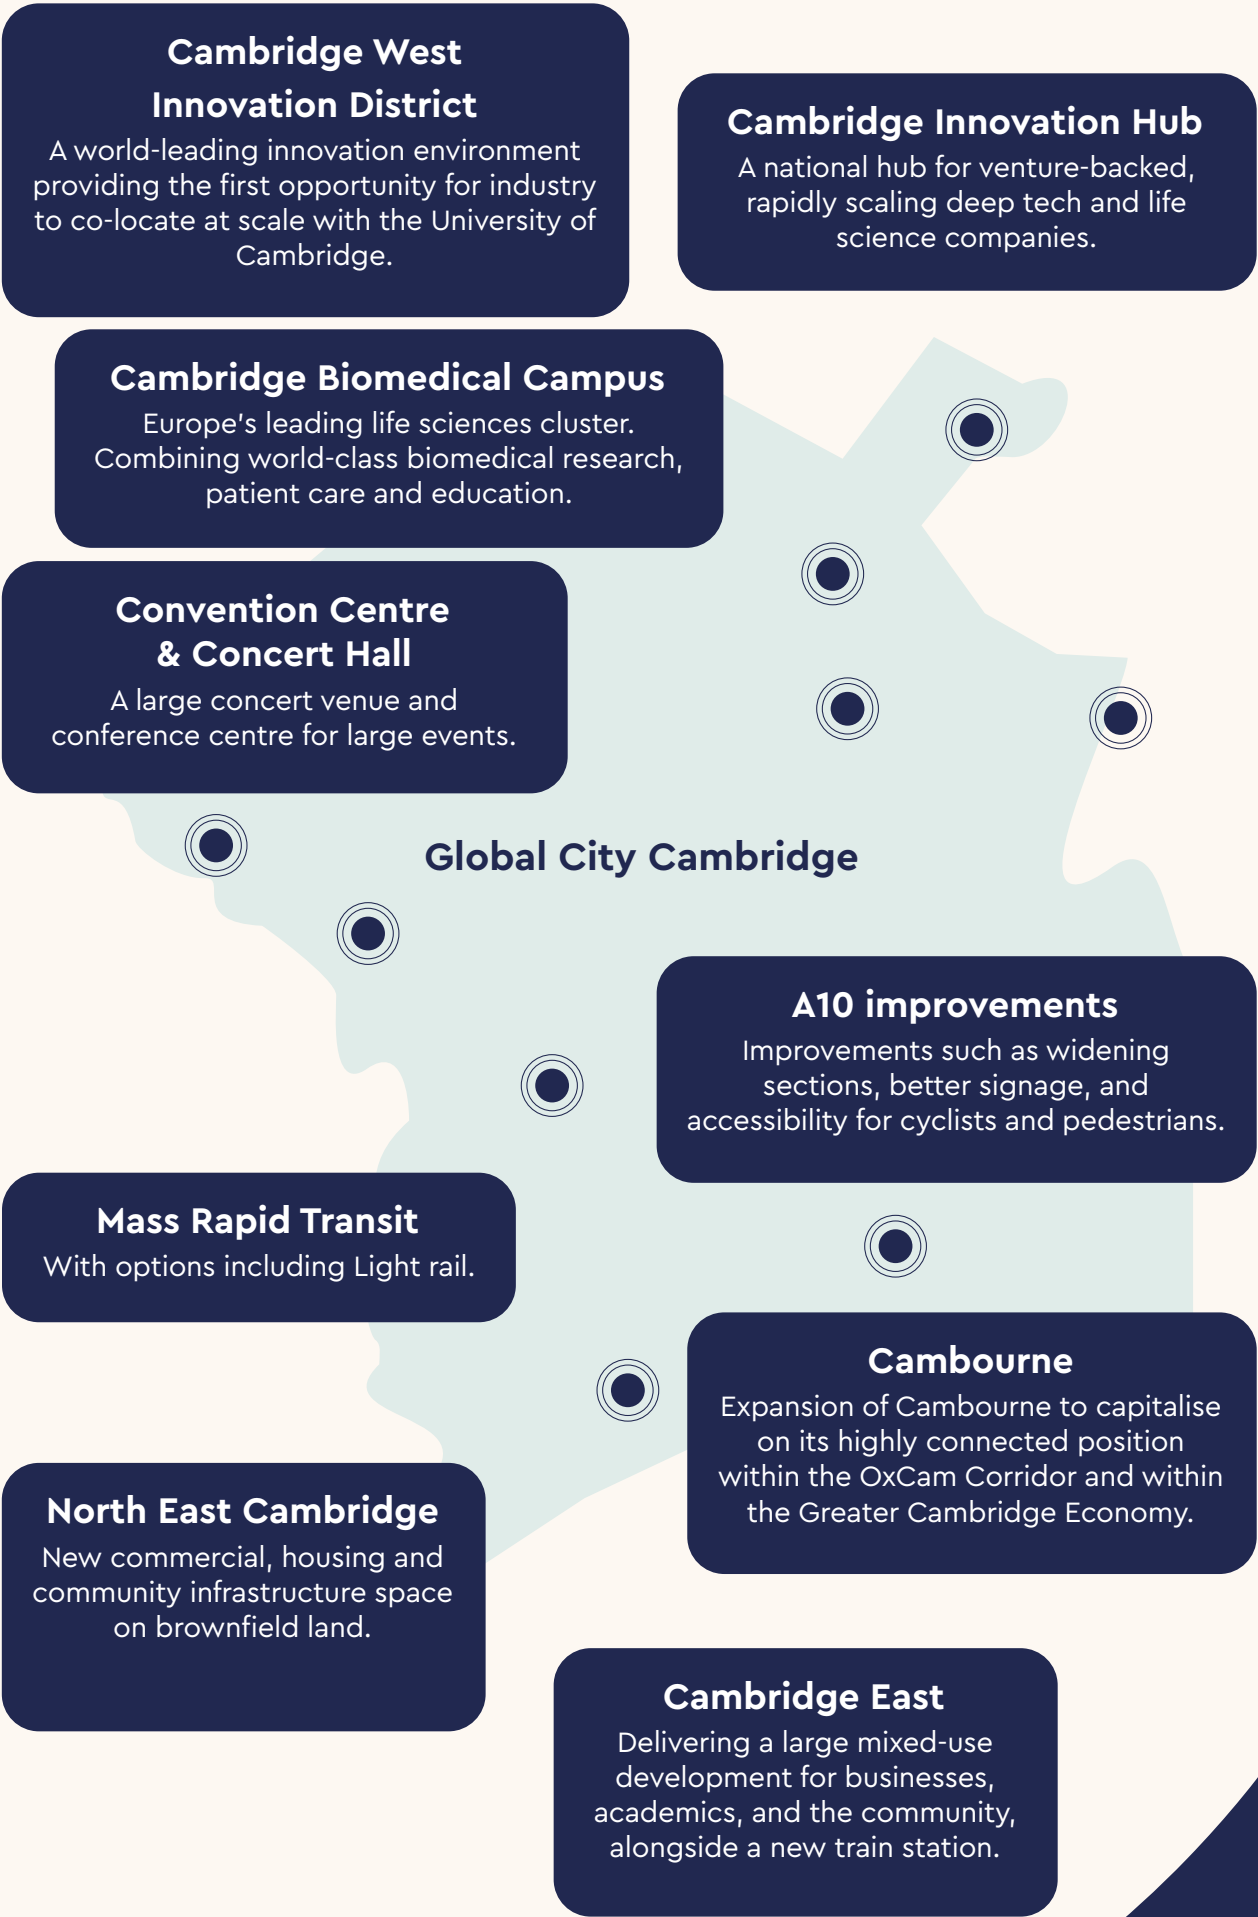 Cambridge West
Innovation District
A world-leading innovation environment
providing the first opportunity for industry
to co-locate at scale with the University of
Cambridge.
Cambridge Innovation Hub
A national hub for venture-backed,
rapidly scaling deep tech and life
science companies.
Cambridge Biomedical Campus
Europe's leading life sciences cluster.
Combining world-class biomedical research,
patient care and education.
Convention Centre
& Concert Hall
A large concert venue and
conference centre for large events.
Global City Cambridge
A10 improvements
Improvements such as widening
sections, better signage, and
accessibility for cyclists and pedestrians.
Mass Rapid Transit
With options including Light rail.
Cambourne
Expansion of Cambourne to capitalise
on its highly connected position
within the OxCam Corridor and within
the Greater Cambridge Economy.
North East Cambridge
New commercial, housing and
community infrastructure space
on brownfield land.
Cambridge East
Delivering a large mixed-use
development for businesses,
academics, and the community,
alongside a new train station.